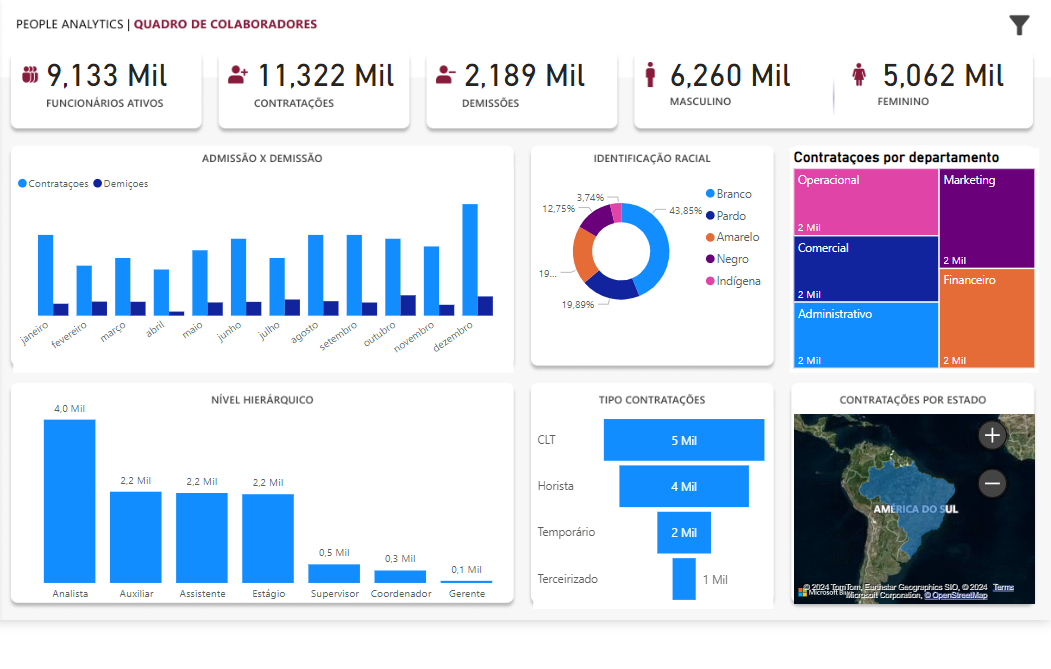 PEOPLE ANALYTICS | QUADRO DE COLABORADORES
9,133 Mil
FUNCIONÁRIOS ATIVOS
11,322 Mil
CONTRATAÇÕES
2,189 Mil
DEMISSÕES
6,260 Mil
MASCULINO
5,062 Mil
FEMININO
ADMISSÃO X DEMISSÃO
Contratações Demições
janeiro
fevereiro
março
abril
maio
junho
julho
agosto
setembro
outubro
novembro
dezembro
IDENTIFICAÇÃO RACIAL
3,74%
12,75%
43,85%
19...
19,89%
Branco
Pardo
Amarelo
Negro
Indígena
Contratações por departamento
Operacional
2 Mil
Comercial
2 Mil
Administrativo
2 Mil
Marketing
2 Mil
Financeiro
2 Mil
NÍVEL HIERÁRQUICO
4,0 Mil
2,2 Mil
2,2 Mil
2,2 Mil
0,5 Mil
0,3 Mil
0,1 Mil
Analista
Auxiliar
Assistente
Estágio
Supervisor
Coordenador
Gerente
TIPO CONTRATAÇÕES
CLT
5 Mil
Horista
4 Mil
Temporário
2 Mil
Terceirizado
1 Mil
CONTRATAÇÕES POR ESTADO
AMÉRICA DO SUL
© 2024 TomTom, Earthstar Geographics SIO, © 2024 Terms
Microsoft Bing
Microsoft Corporation, © OpenStreetMap